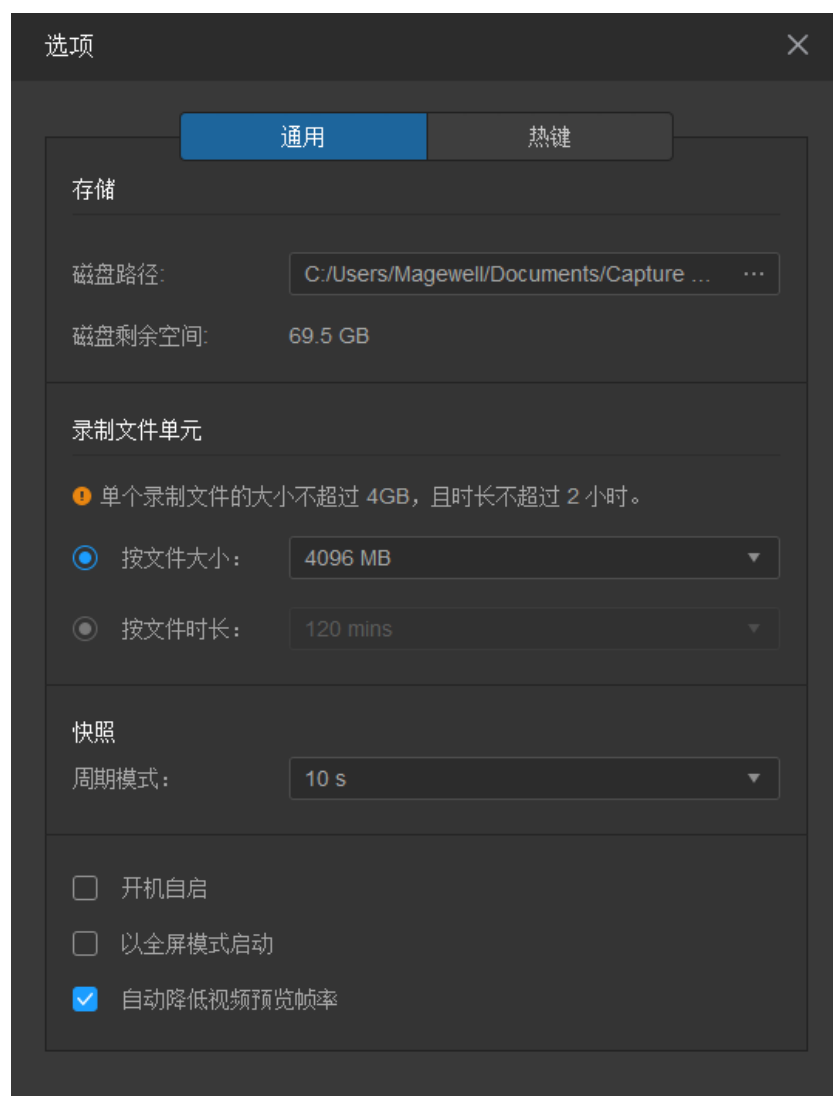 选项
通用 热键
存储
磁盘路径: C:/Users/Magewell/Documents/Capture ... ···
磁盘剩余空间: 69.5 GB
录制文件单元
单个录制文件的大小不超过 4GB，且时长不超过 2 小时。
按文件大小： 4096 MB
按文件时长： 120 mins
快照
周期模式： 10 s
开机自启
以全屏模式启动
自动降低视频预览帧率